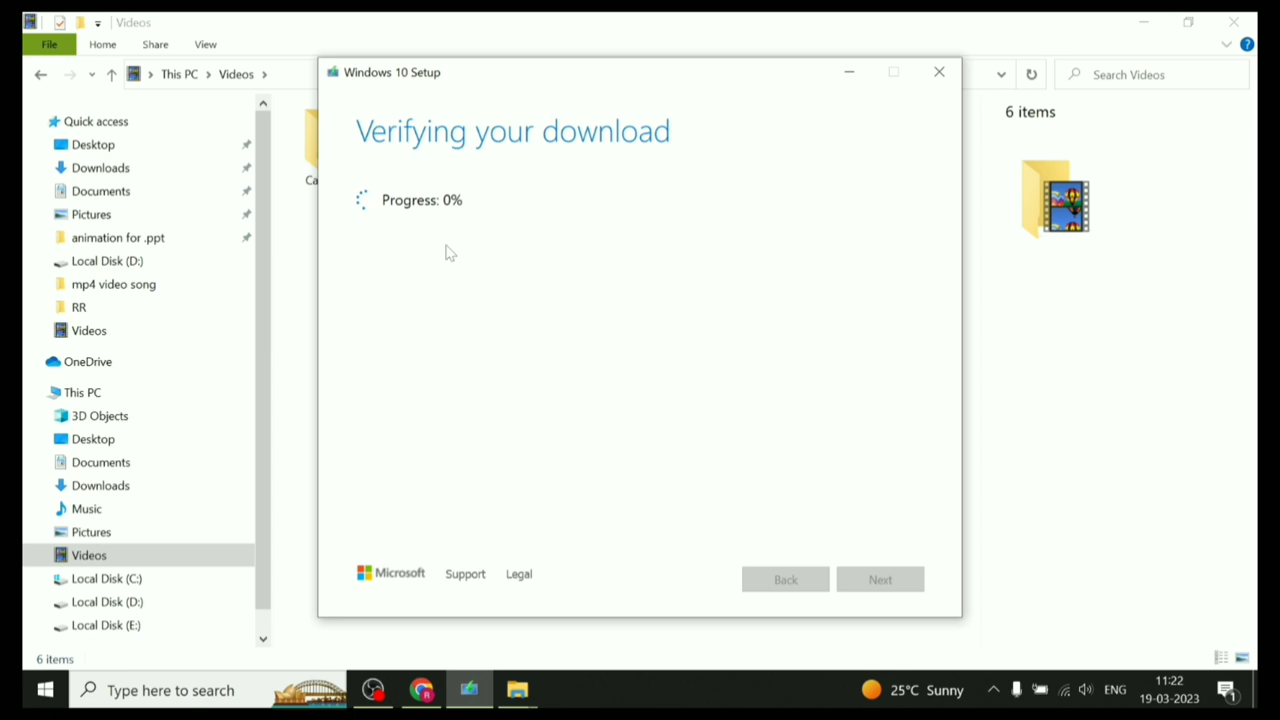 Videos
File Home Share View
This PC > Videos >
Search Videos
Quick access
Desktop
Downloads
Documents
Pictures
animation for .ppt
Local Disk (D:)
mp4 video song
RR
Videos
OneDrive
This PC
3D Objects
Desktop
Documents
Downloads
Music
Pictures
Videos
Local Disk (C:)
Local Disk (D:)
Local Disk (E:)
6 items
Ca
Windows 10 Setup
Verifying your download
Progress: 0%
Microsoft Support Legal
Back Next
6 items
Type here to search
25°C Sunny
ENG
11:22
19-03-2023
1